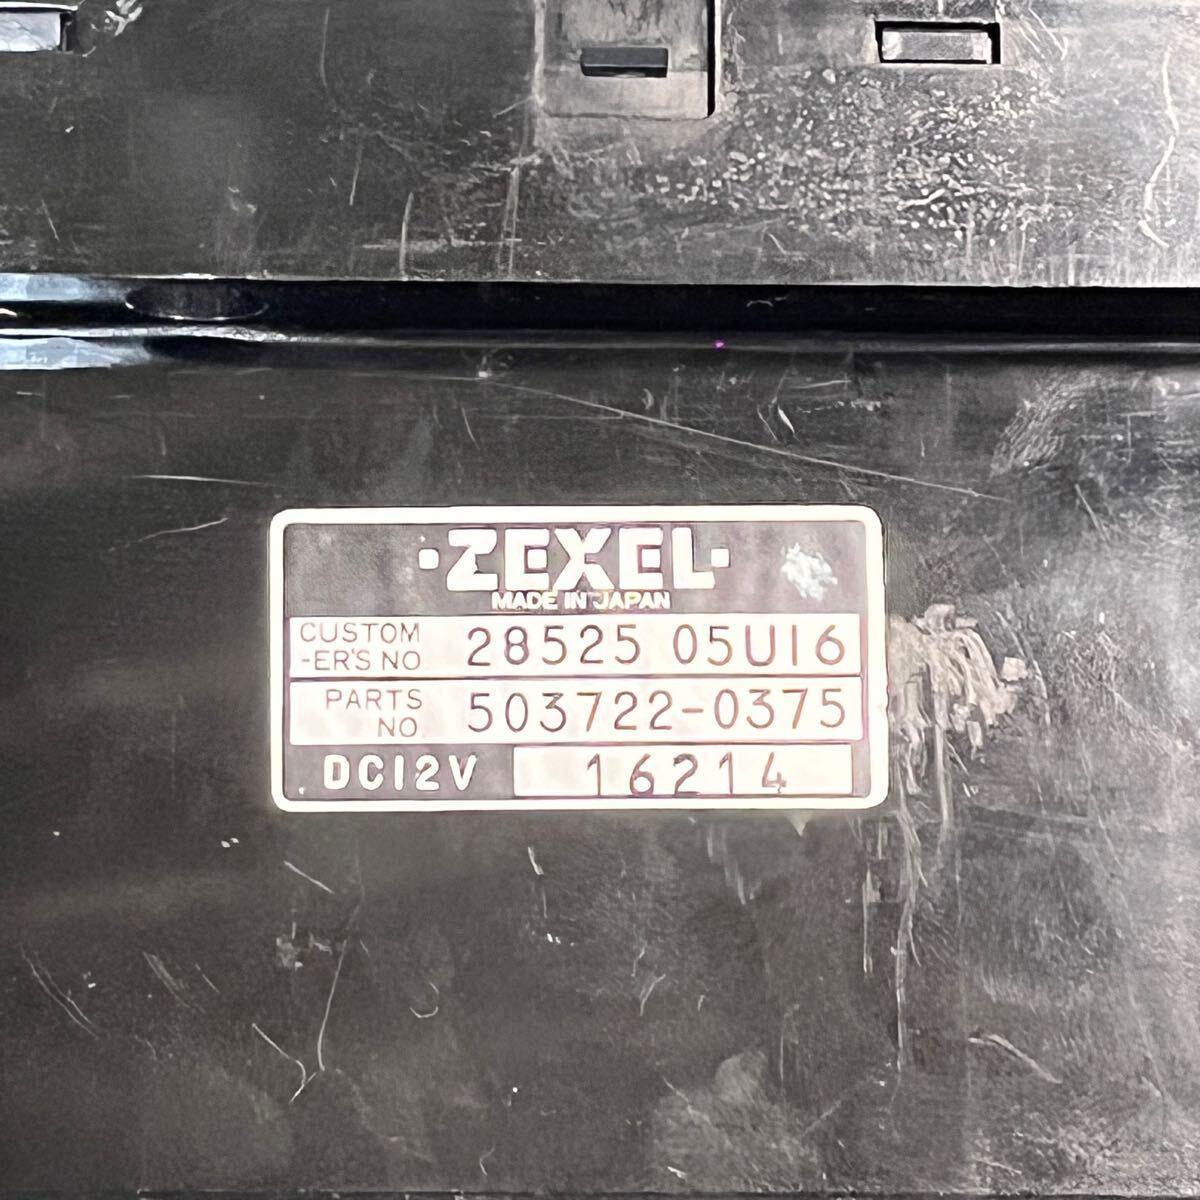 ·ZEXEL·
MADE IN JAPAN
CUSTOM
-ER'S NO
28525 05U16
PARTS
NO.
503722-0375
DC12V
16214